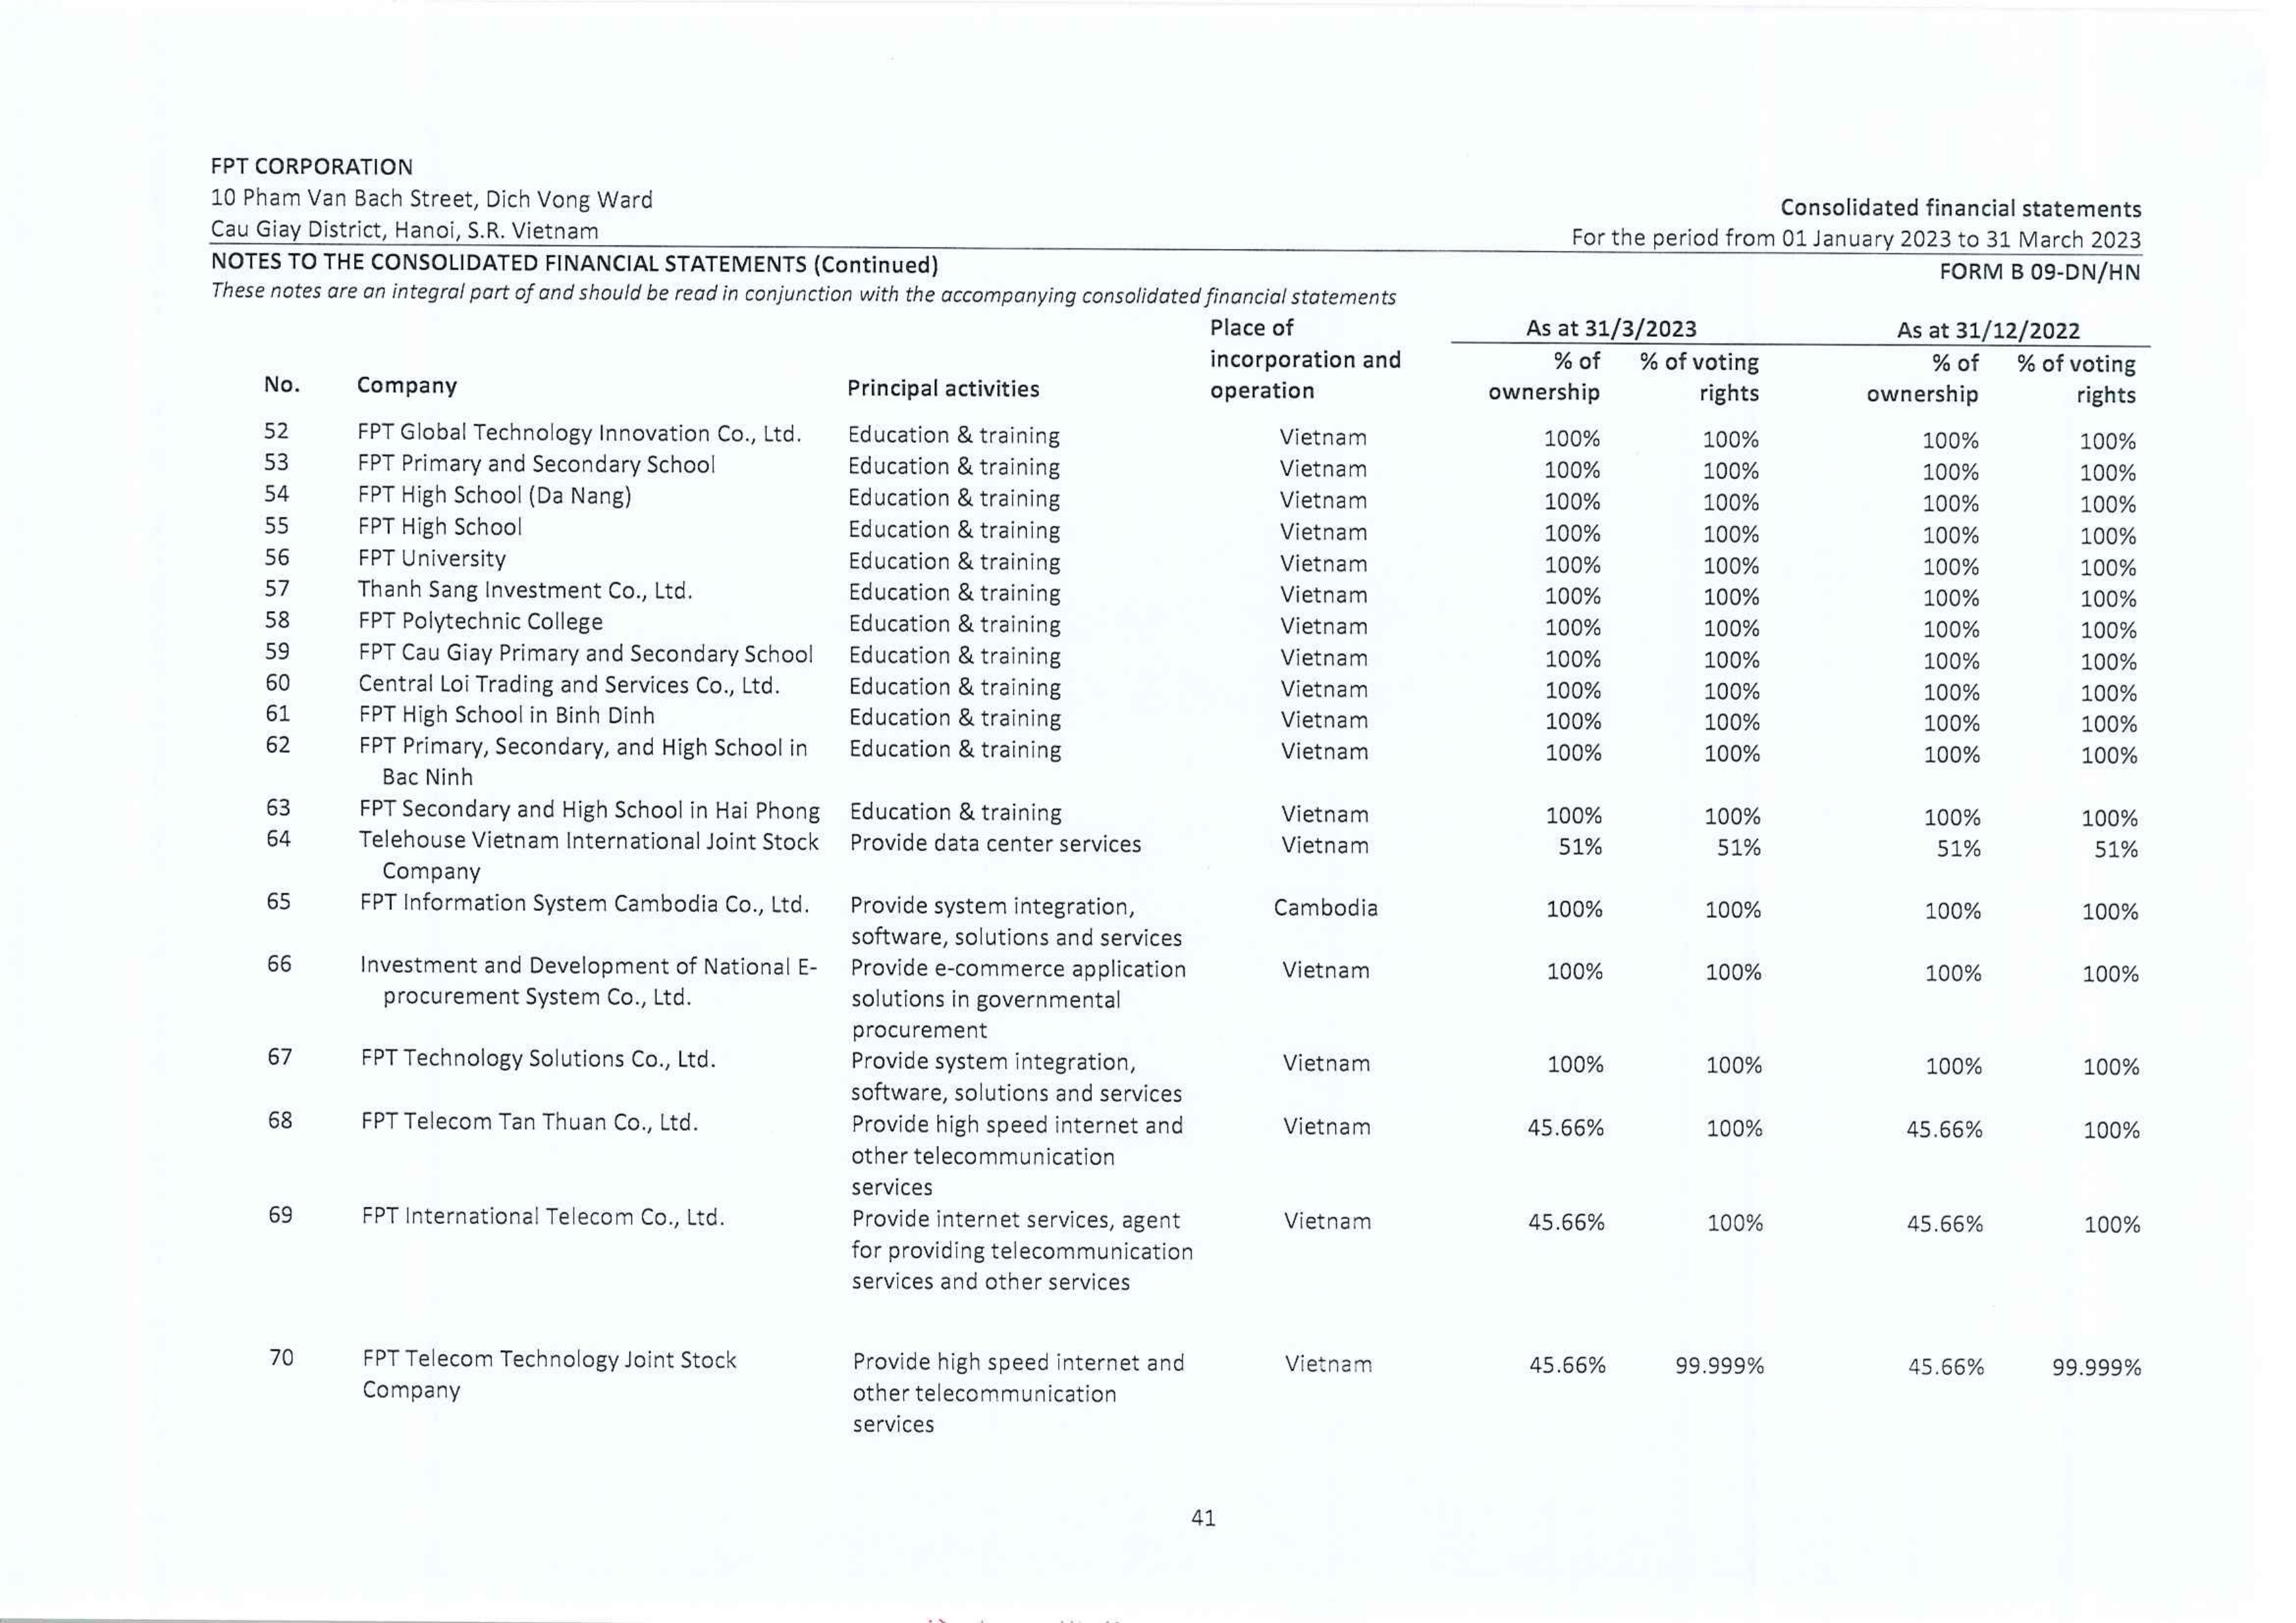 FPT CORPORATION
10 Pham Van Bach Street, Dich Vong Ward
Cau Giay District, Hanoi, S.R. Vietnam
Consolidated financial statements
For the period from 01 January 2023 to 31 March 2023
NOTES TO THE CONSOLIDATED FINANCIAL STATEMENTS (Continued)
FORM B 09-DN/HN
These notes are an integral part of and should be read in conjunction with the accompanying consolidated financial statements
Place of As at 31/3/2023 As at 31/12/2022
incorporation and % of % of voting % of % of voting
No. Company Principal activities operation ownership rights ownership rights
52 FPT Global Technology Innovation Co., Ltd. Education & training Vietnam 100% 100% 100% 100%
53 FPT Primary and Secondary School Education & training Vietnam 100% 100% 100% 100%
54 FPT High School (Da Nang) Education & training Vietnam 100% 100% 100% 100%
55 FPT High School Education & training Vietnam 100% 100% 100% 100%
56 FPT University Education & training Vietnam 100% 100% 100% 100%
57 Thanh Sang Investment Co., Ltd. Education & training Vietnam 100% 100% 100% 100%
58 FPT Polytechnic College Education & training Vietnam 100% 100% 100% 100%
59 FPT Cau Giay Primary and Secondary School Education & training Vietnam 100% 100% 100% 100%
60 Central Loi Trading and Services Co., Ltd. Education & training Vietnam 100% 100% 100% 100%
61 FPT High School in Binh Dinh Education & training Vietnam 100% 100% 100% 100%
62 FPT Primary, Secondary, and High School in Education & training Vietnam 100% 100% 100% 100%
Bac Ninh
63 FPT Secondary and High School in Hai Phong Education & training Vietnam 100% 100% 100% 100%
64 Telehouse Vietnam International Joint Stock Provide data center services Vietnam 51% 51% 51% 51%
Company
65 FPT Information System Cambodia Co., Ltd. Provide system integration, Cambodia 100% 100% 100% 100%
software, solutions and services
66 Investment and Development of National E- Provide e-commerce application Vietnam 100% 100% 100% 100%
procurement System Co., Ltd. solutions in governmental
procurement
67 FPT Technology Solutions Co., Ltd. Provide system integration, Vietnam 100% 100% 100% 100%
software, solutions and services
68 FPT Telecom Tan Thuan Co., Ltd. Provide high speed internet and Vietnam 45.66% 100% 45.66% 100%
other telecommunication
services
69 FPT International Telecom Co., Ltd. Provide internet services, agent Vietnam 45.66% 100% 45.66% 100%
for providing telecommunication
services and other services
70 FPT Telecom Technology Joint Stock Provide high speed internet and Vietnam 45.66% 99.999% 45.66% 99.999%
Company other telecommunication
services
41